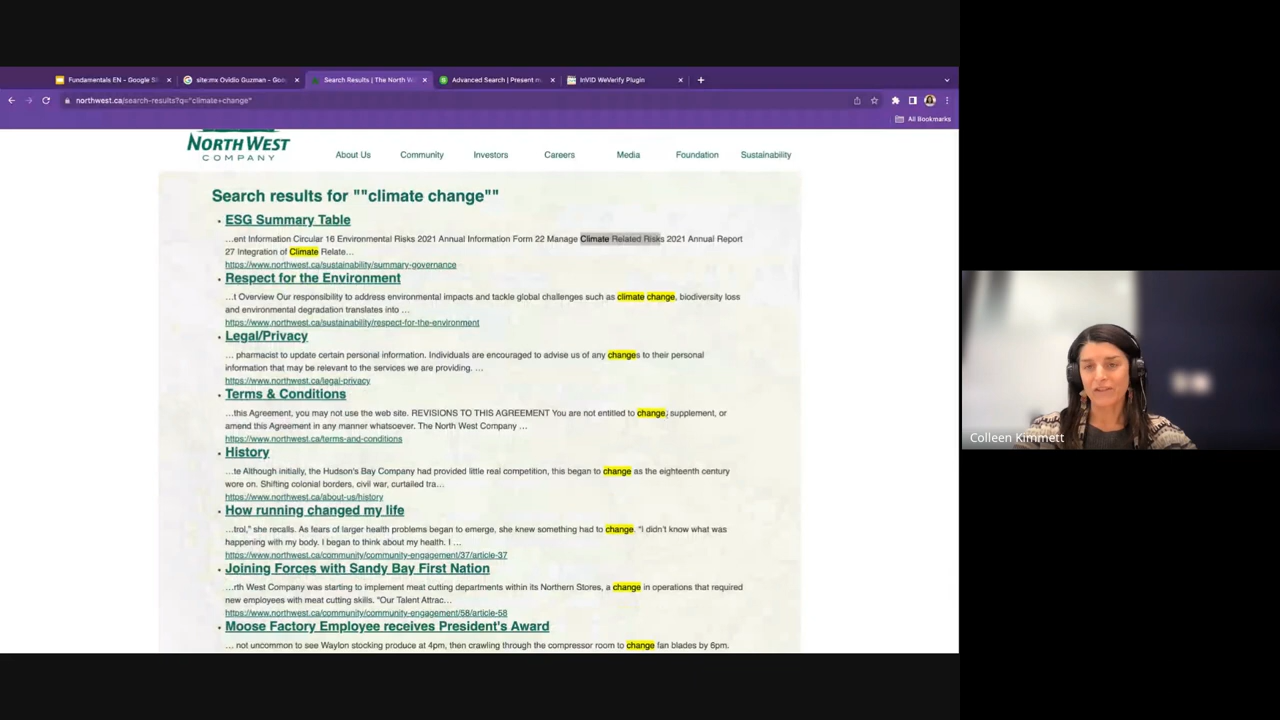 Fundamentals EN - Google Sl
site:mx Ovidio Guzman - Goo
Search Results | The North W
Advanced Search | Present m
InVID WeVerify Plugin
northwest.ca/search-results?q="climate+change"
All Bookmarks
NORTH WEST
COMPANY
About Us
Community
Investors
Careers
Media
Foundation
Sustainability
Search results for ""climate change""
ESG Summary Table
…ent Information Circular 16 Environmental Risks 2021 Annual Information Form 22 Manage Climate Related Risks 2021 Annual Report
27 Integration of Climate Relate…
https://www.northwest.ca/sustainability/summary-governance
Respect for the Environment
…t Overview Our responsibility to address environmental impacts and tackle global challenges such as climate change, biodiversity loss
and environmental degradation translates into …
https://www.northwest.ca/sustainability/respect-for-the-environment
Legal/Privacy
… pharmacist to update certain personal information. Individuals are encouraged to advise us of any changes to their personal
information that may be relevant to the services we are providing. …
https://www.northwest.ca/legal-privacy
Terms & Conditions
…this Agreement, you may not use the web site. REVISIONS TO THIS AGREEMENT You are not entitled to change, supplement, or
amend this Agreement in any manner whatsoever. The North West Company …
https://www.northwest.ca/terms-and-conditions
History
…te Although initially, the Hudson's Bay Company had provided little real competition, this began to change as the eighteenth century
wore on. Shifting colonial borders, civil war, curtailed tra…
https://www.northwest.ca/about-us/history
How running changed my life
…trol," she recalls. As fears of larger health problems began to emerge, she knew something had to change. "I didn't know what was
happening with my body. I began to think about my health. I …
https://www.northwest.ca/community/community-engagement/37/article-37
Joining Forces with Sandy Bay First Nation
…rth West Company was starting to implement meat cutting departments within its Northern Stores, a change in operations that required
new employees with meat cutting skills. "Our Talent Attrac…
https://www.northwest.ca/community/community-engagement/58/article-58
Moose Factory Employee receives President's Award
… not uncommon to see Waylon stocking produce at 4pm, then crawling through the compressor room to change fan blades by 6pm.
Colleen Kimmett